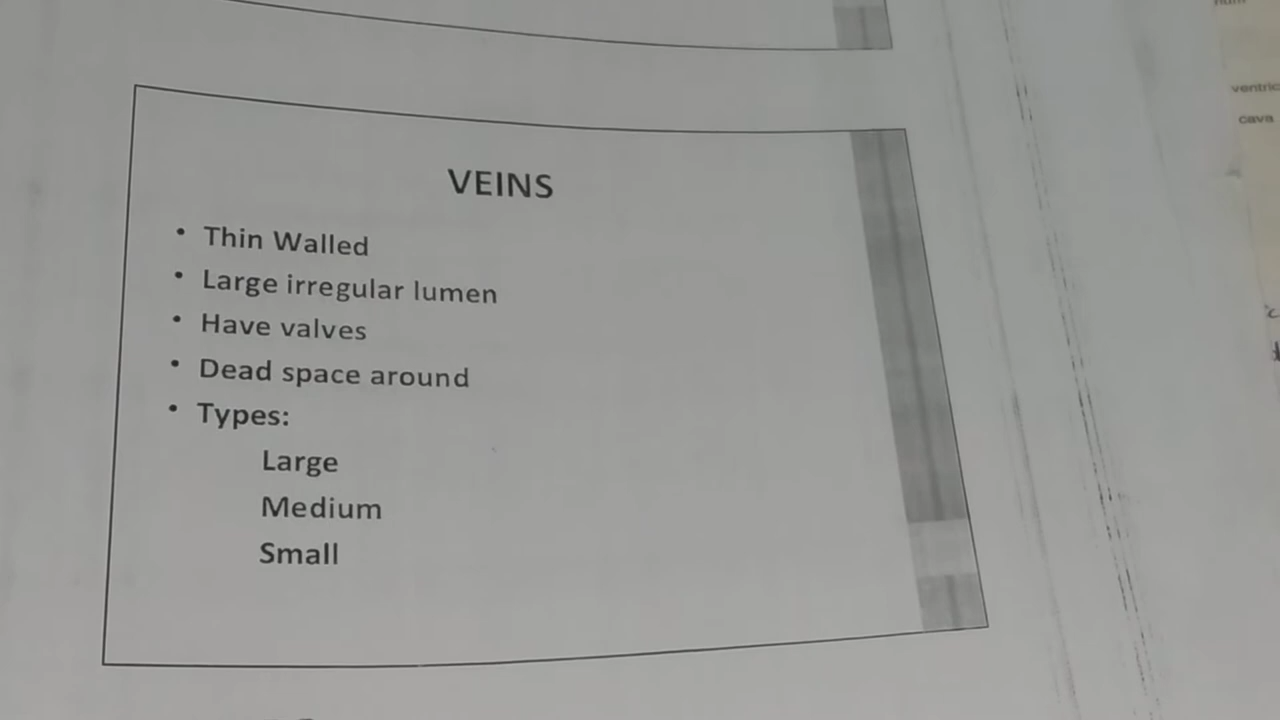 ventric
cava
VEINS
• Thin Walled
• Large irregular lumen
• Have valves
• Dead space around
• Types:
Large
Medium
Small